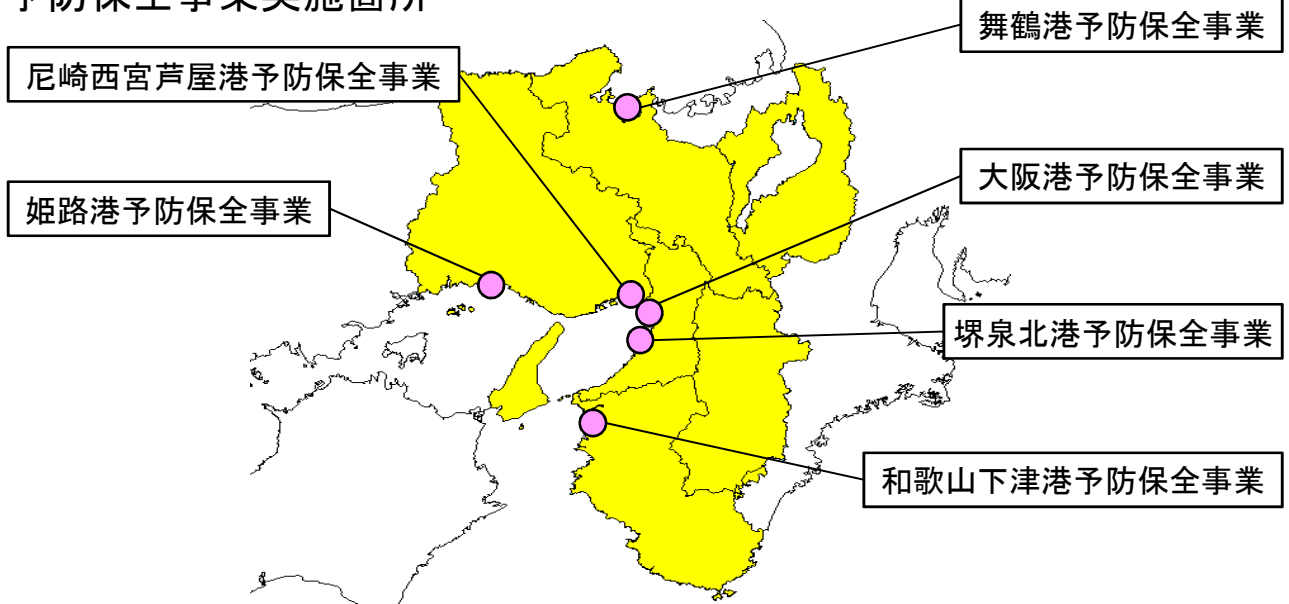 予防保全事業実施箇所
舞鶴港予防保全事業
尼崎西宮芦屋港予防保全事業
大阪港予防保全事業
姫路港予防保全事業
堺泉北港予防保全事業
和歌山下津港予防保全事業